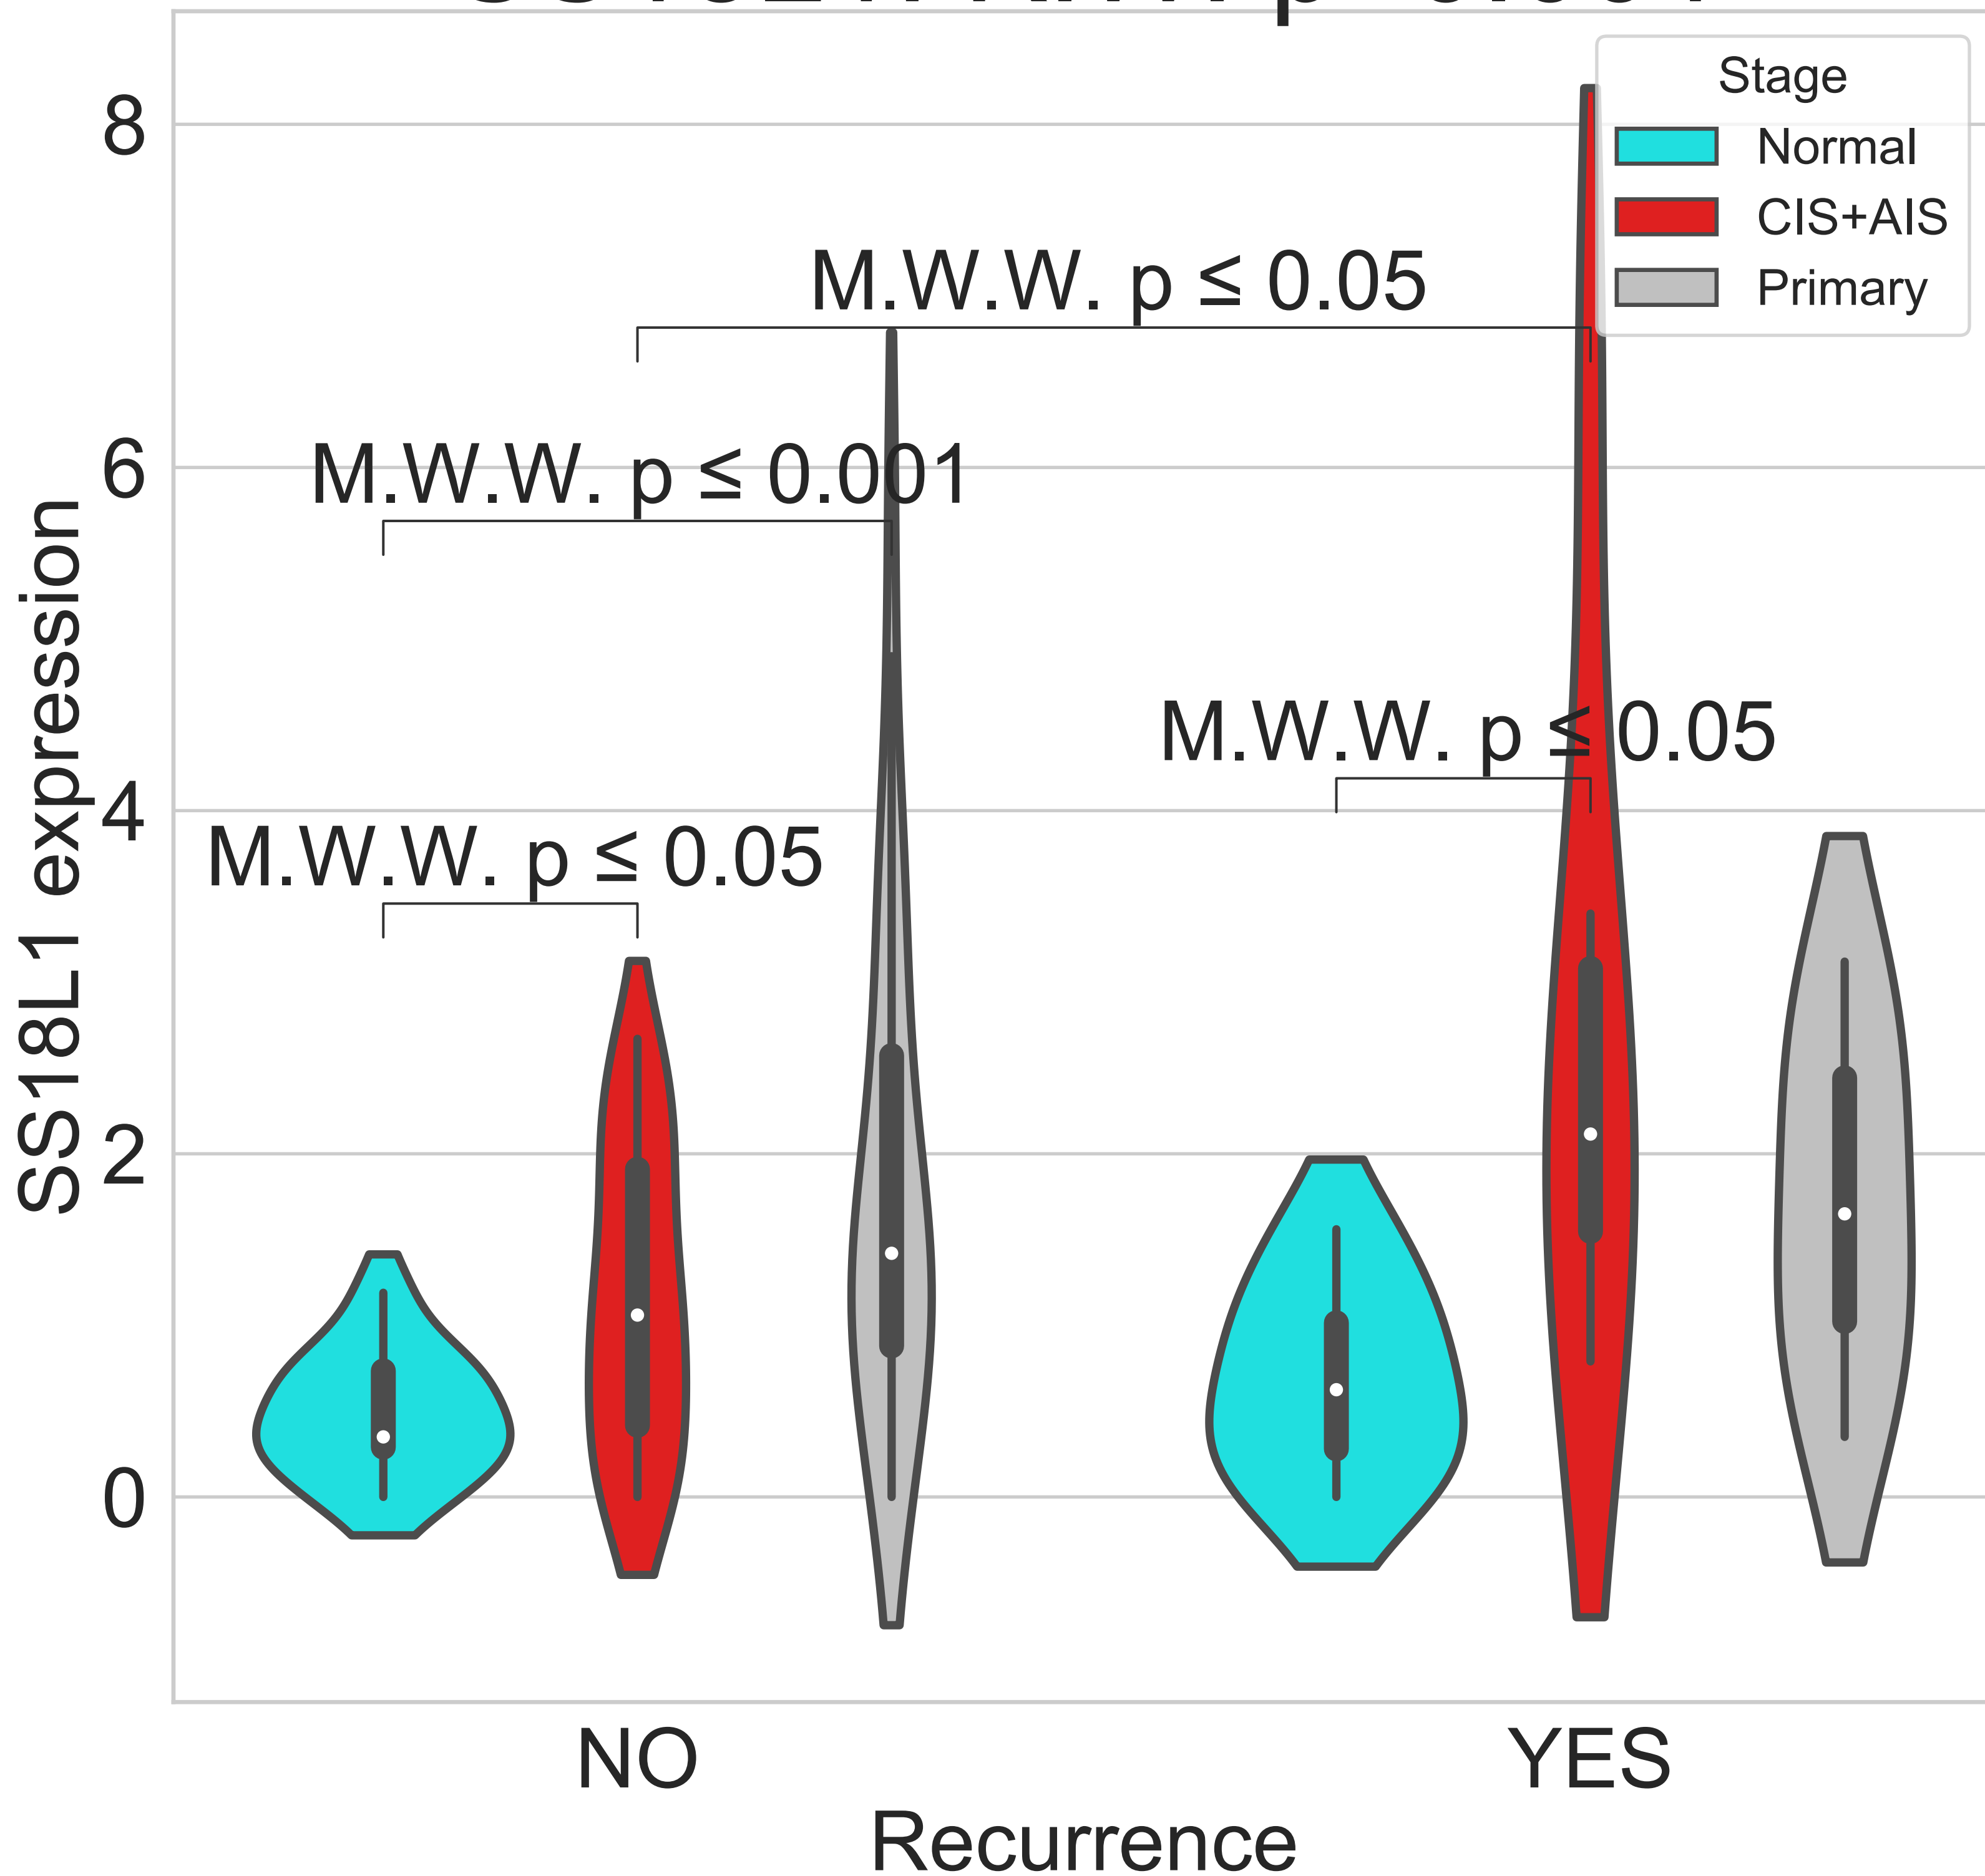 Stage
Normal
CIS+AIS
Primary
8
6
4
2
0
M.W.W. p ≤ 0.05
M.W.W. p ≤ 0.001
M.W.W. p ≤ 0.05
M.W.W. p ≤ 0.05
SS18L1 expression
NO
YES
Recurrence